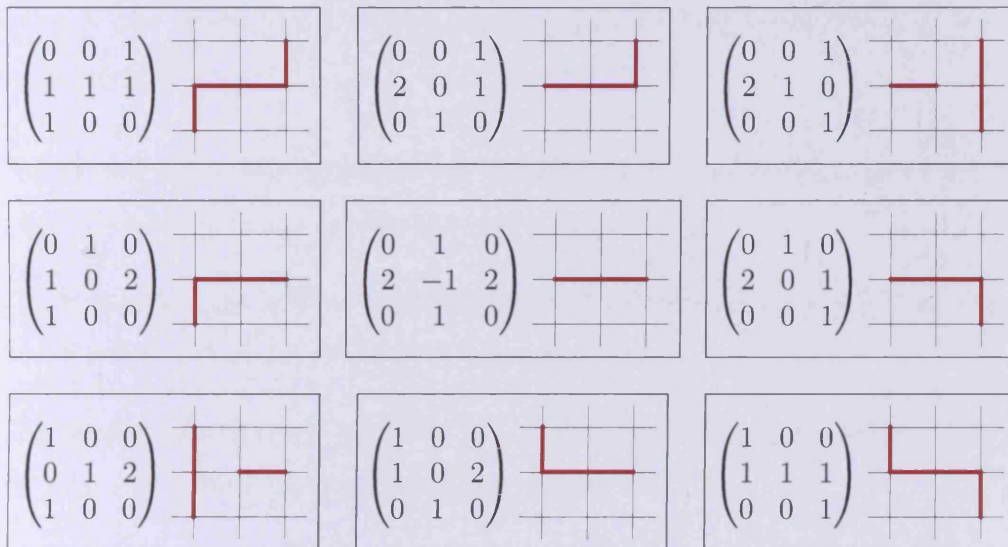 0 0 1 0 0 1 0 0 1
1 1 1 2 0 1 2 1 0
1 0 0 0 1 0 0 0 1
0 1 0 0 1 0 0 1 0
1 0 2 2 −1 2 2 0 1
1 0 0 0 1 0 0 0 1
1 0 0 1 0 0 1 0 0
0 1 2 1 0 2 1 1 1
1 0 0 0 1 0 0 0 1